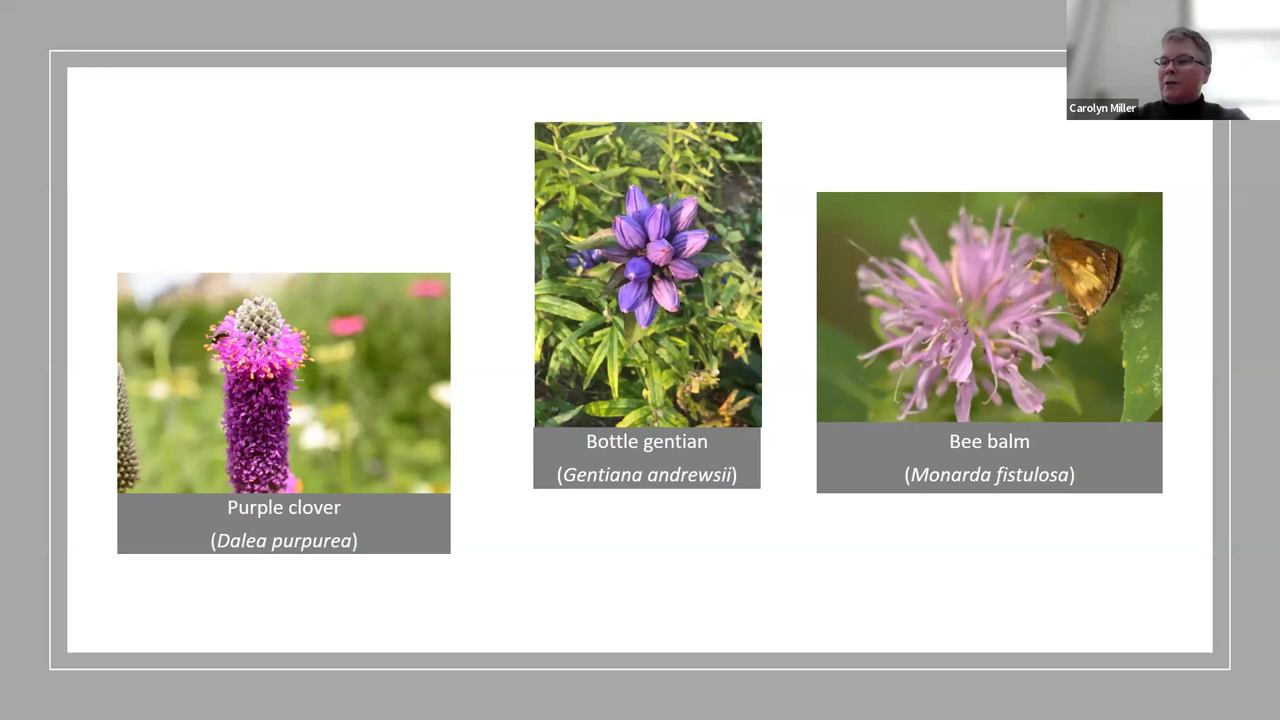 Carolyn Miller
Purple clover
(Dalea purpurea)
Bottle gentian
(Gentiana andrewsii)
Bee balm
(Monarda fistulosa)